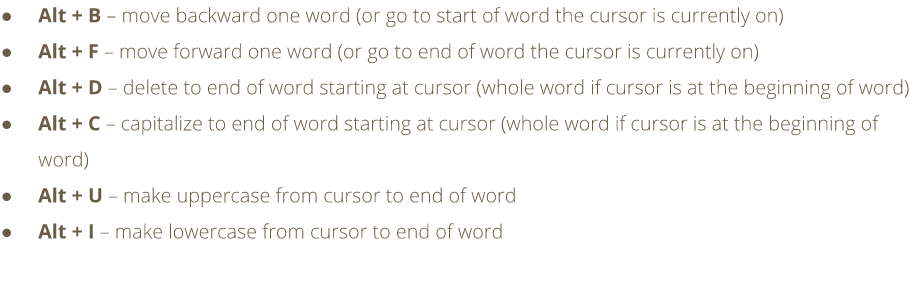 ● Alt + B – move backward one word (or go to start of word the cursor is currently on)
● Alt + F – move forward one word (or go to end of word the cursor is currently on)
● Alt + D – delete to end of word starting at cursor (whole word if cursor is at the beginning of word)
● Alt + C – capitalize to end of word starting at cursor (whole word if cursor is at the beginning of
word)
● Alt + U – make uppercase from cursor to end of word
● Alt + l – make lowercase from cursor to end of word